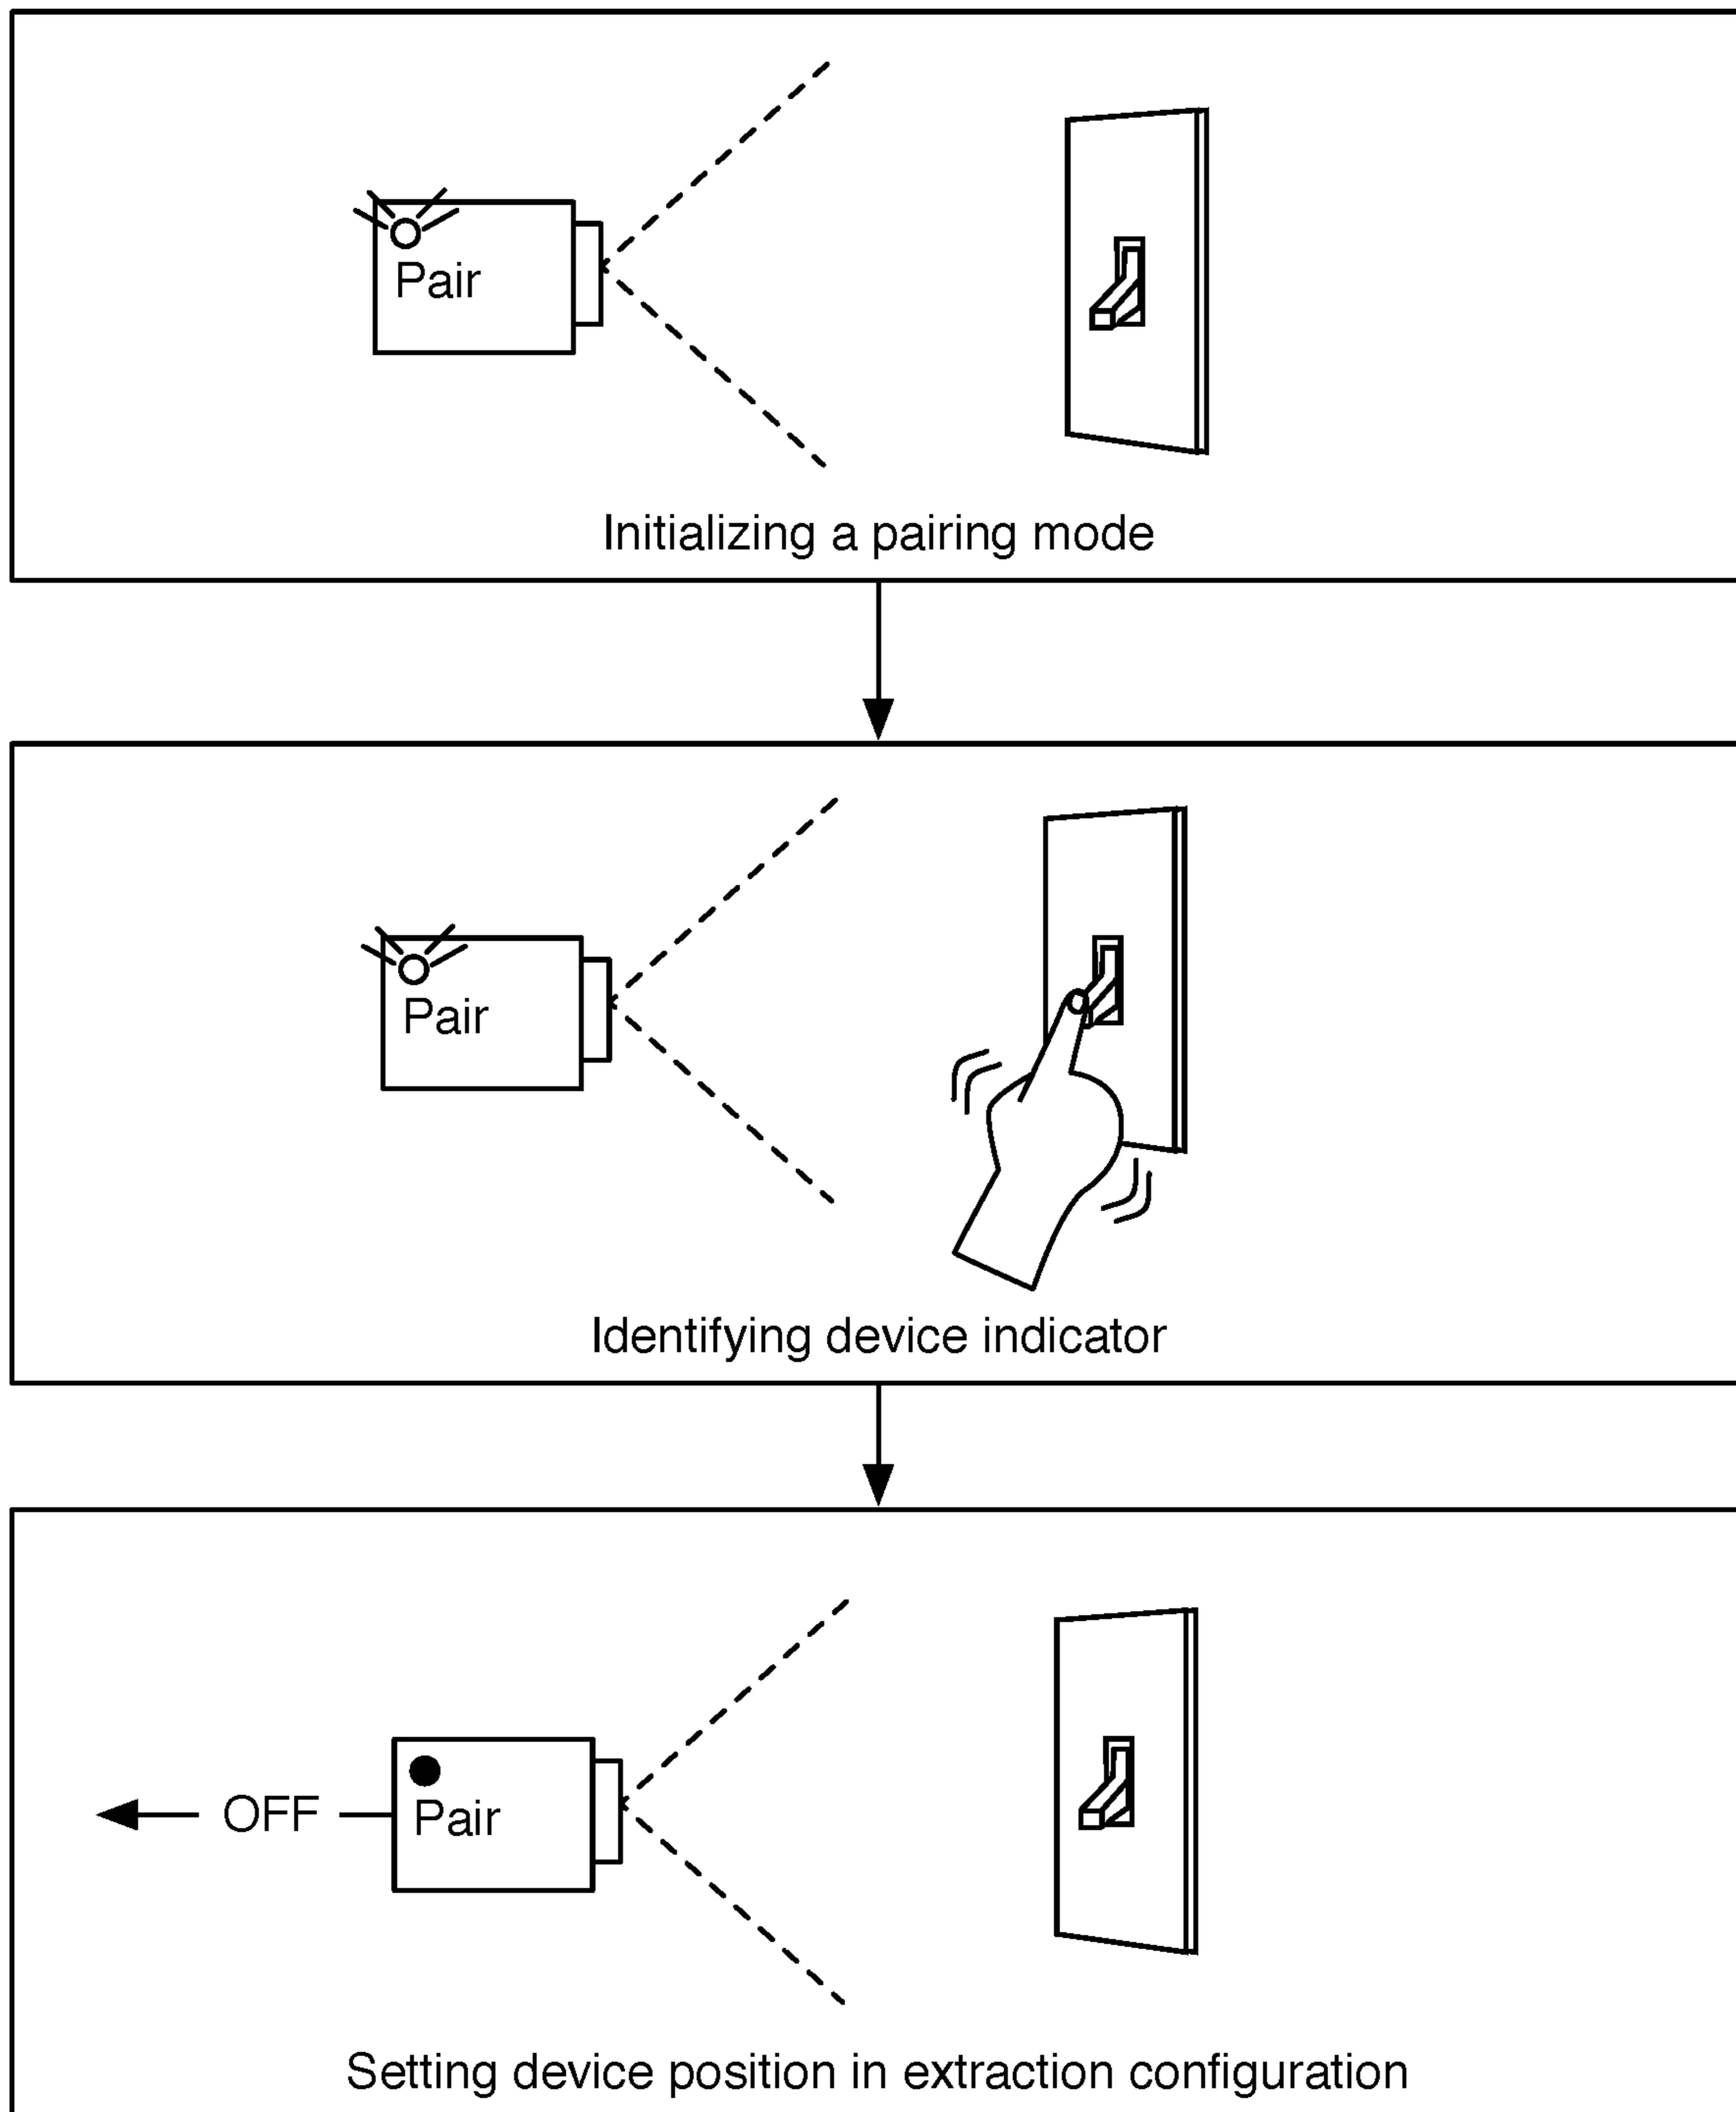 Pair
Initializing a pairing mode
Pair
Identifying device indicator
OFF
Pair
Setting device position in extraction configuration